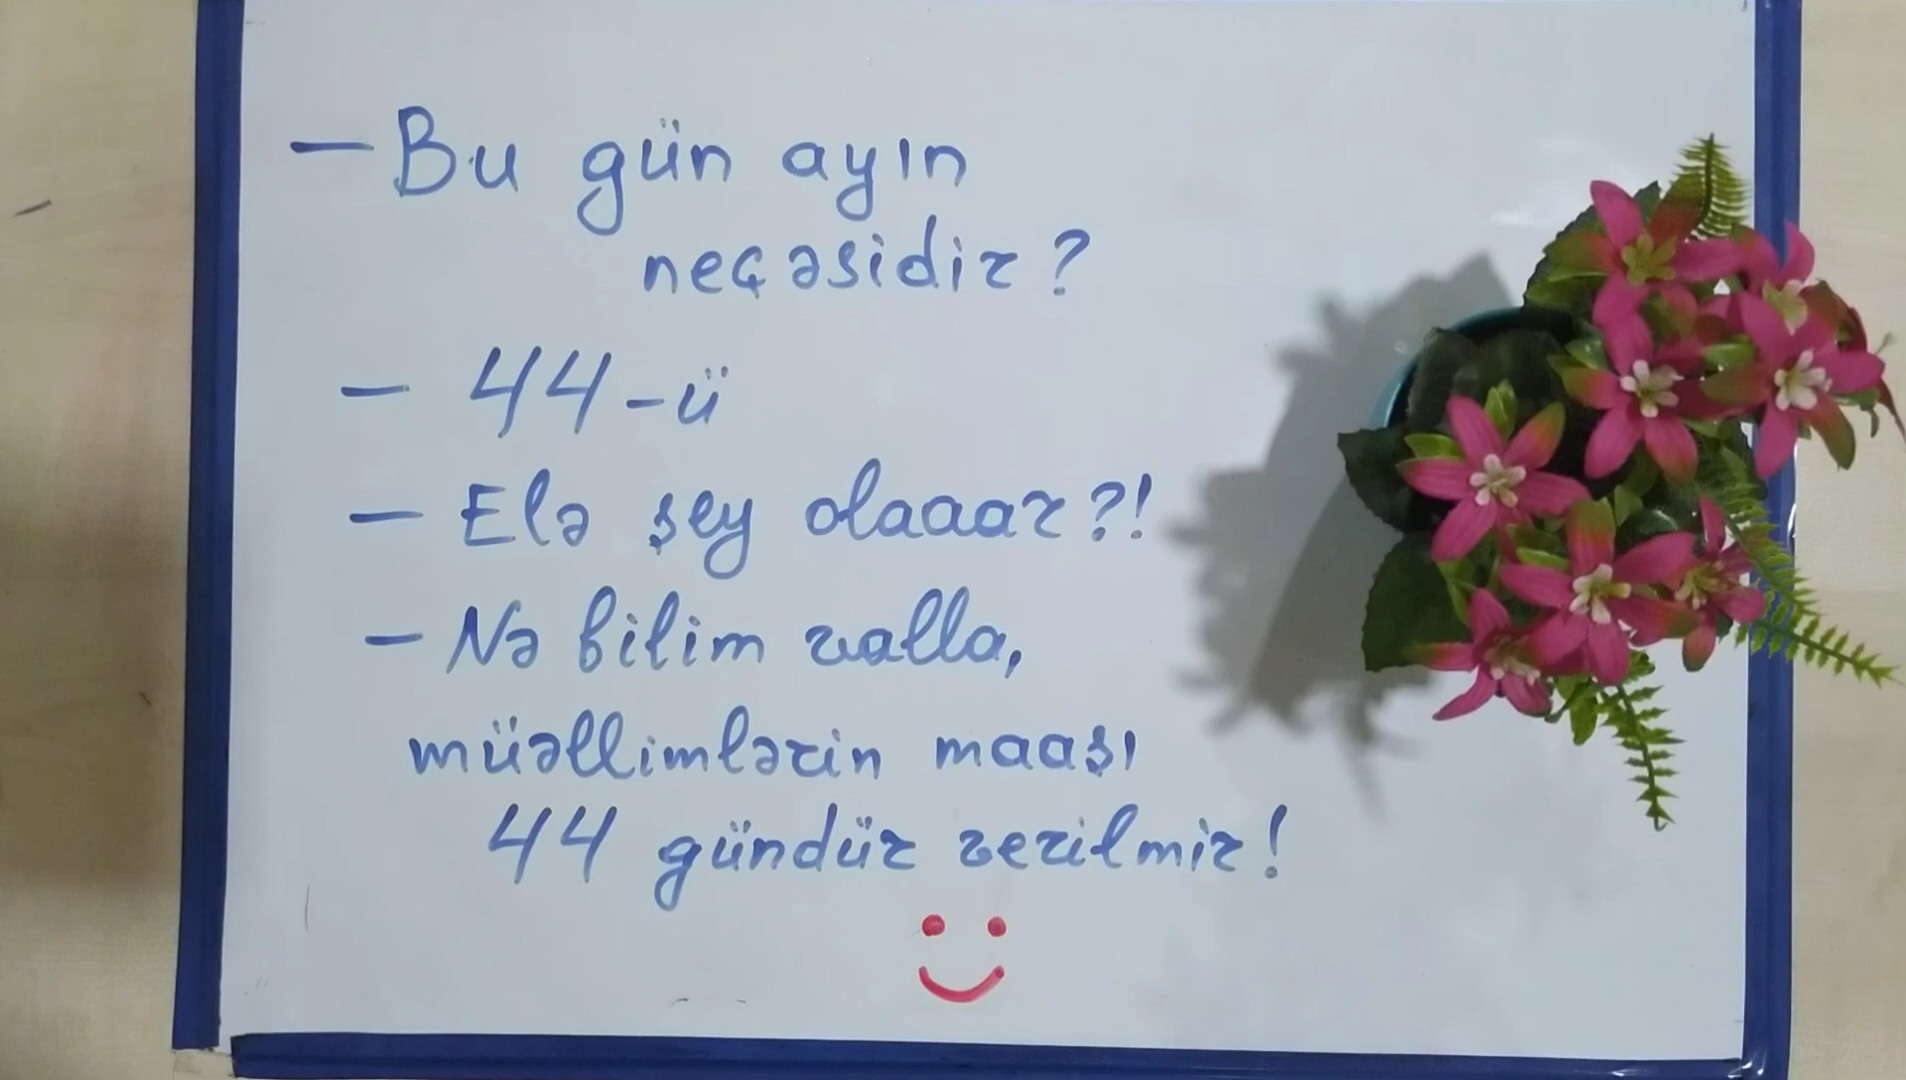 — Bu gün ayın
neçəsidir?
— 44-ü
— Elə şey olaaar?!
— Nə bilim valla,
müəllimlərin maaşı
44 gündür verilmir!